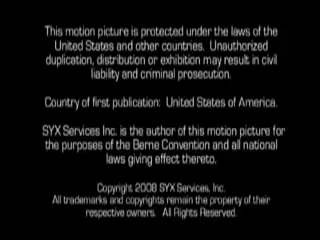 This motion picture is protected under the laws of the
United States and other countries. Unauthorized
duplication, distribution or exhibition may result in civil
liability and criminal prosecution.
Country of first publication: United States of America.
SYX Services Inc. is the author of this motion picture for
the purposes of the Berne Convention and all national
laws giving effect thereto.
Copyright 2008 SYX Services, Inc.
All trademarks and copyrights remain the property of their
respective owners. All Rights Reserved.